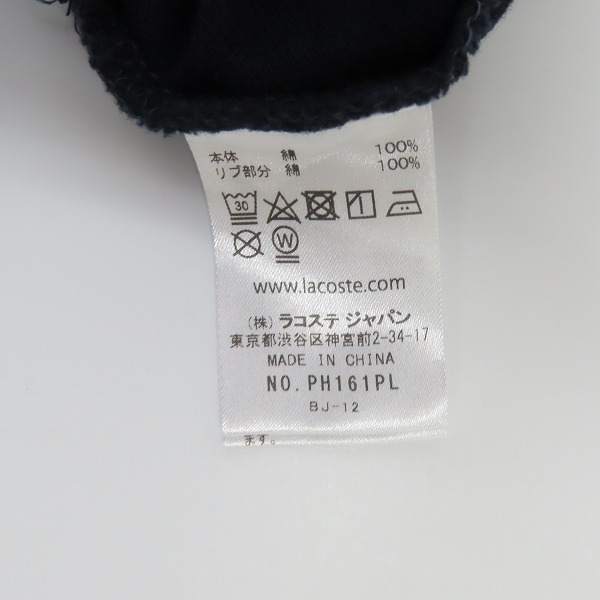 本体 綿 100%
リブ部分 綿 100%
30
W
www.lacoste.com
(株) ラコステ ジャパン
東京都渋谷区神宮前2-34-17
MADE IN CHINA
NO. PH161PL
BJ-12
ます。